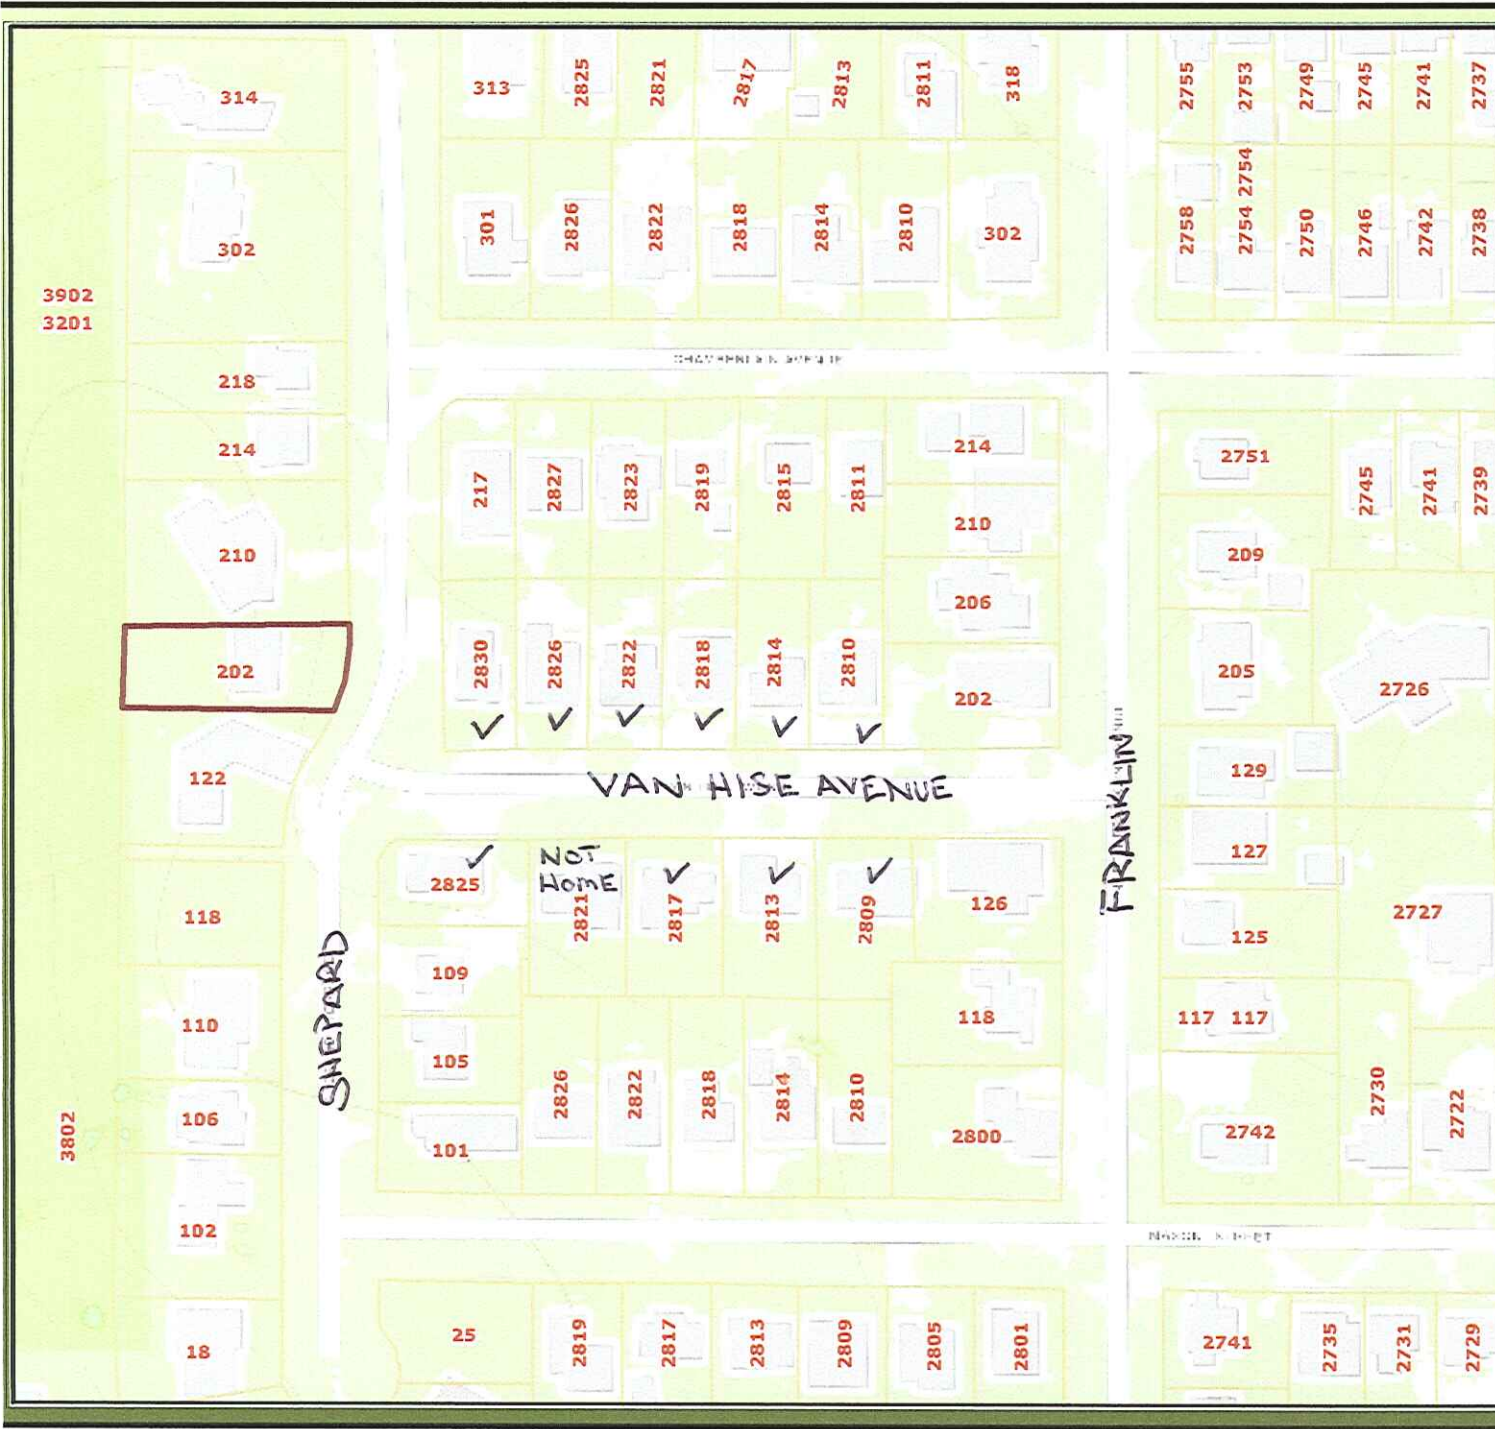 314 313 2825 2821 2817 2813 2811 318 2755 2753 2749 2745 2741 2737
302 301 2826 2822 2818 2814 2810 302 2758 2754 2754 2750 2746 2742 2738
3902
3201
AVENUE
218
214 217 2827 2823 2819 2815 2811 214 2751 2745 2741 2739
210 210 209
206
202 2830 2826 2822 2818 2814 2810 202 205 2726
✓ ✓ ✓ ✓ ✓ ✓
122 VAN HISE AVENUE FRANKLIN 129
127
✓ NOT ✓ ✓ ✓
2825 HOME
118 2821 2817 2813 2809 126 125 2727
SHEPARD
109
110 118 117 117
105
3802 106 2826 2822 2818 2814 2810 2730 2722
101 2800 2742
102
MASON STREET
18 25 2819 2817 2813 2809 2805 2801 2741 2735 2731 2729